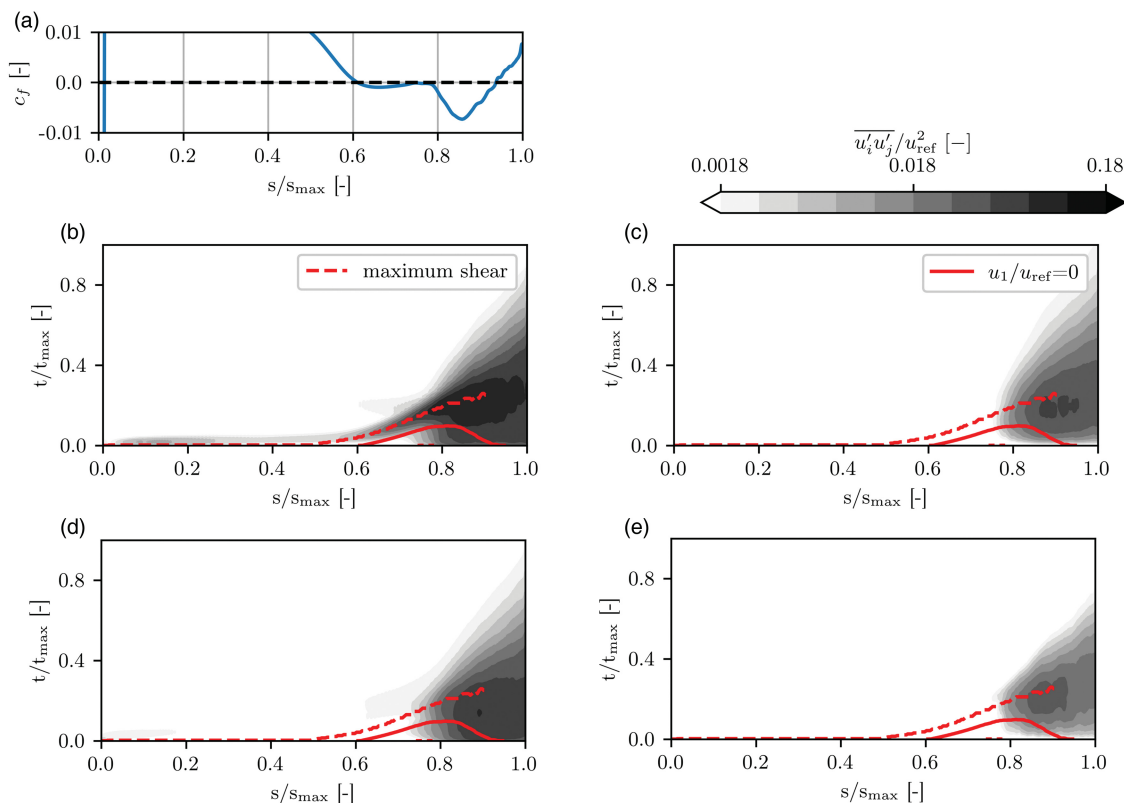 (a)
0.01
0.0
-0.01
c_f [-]
0.0 0.2 0.4 0.6 0.8 1.0
s/s_max [-]
\overline{u'_i u'_j}/u²_ref [−]
0.0018 0.018 0.18
(b)
0.8
0.4
0.0
t/t_max [-]
maximum shear
0.0 0.2 0.4 0.6 0.8 1.0
s/s_max [-]
(c)
0.8
0.4
0.0
t/t_max [-]
u_1/u_ref=0
0.0 0.2 0.4 0.6 0.8 1.0
s/s_max [-]
(d)
0.8
0.4
0.0
t/t_max [-]
0.0 0.2 0.4 0.6 0.8 1.0
s/s_max [-]
(e)
0.8
0.4
0.0
t/t_max [-]
0.0 0.2 0.4 0.6 0.8 1.0
s/s_max [-]